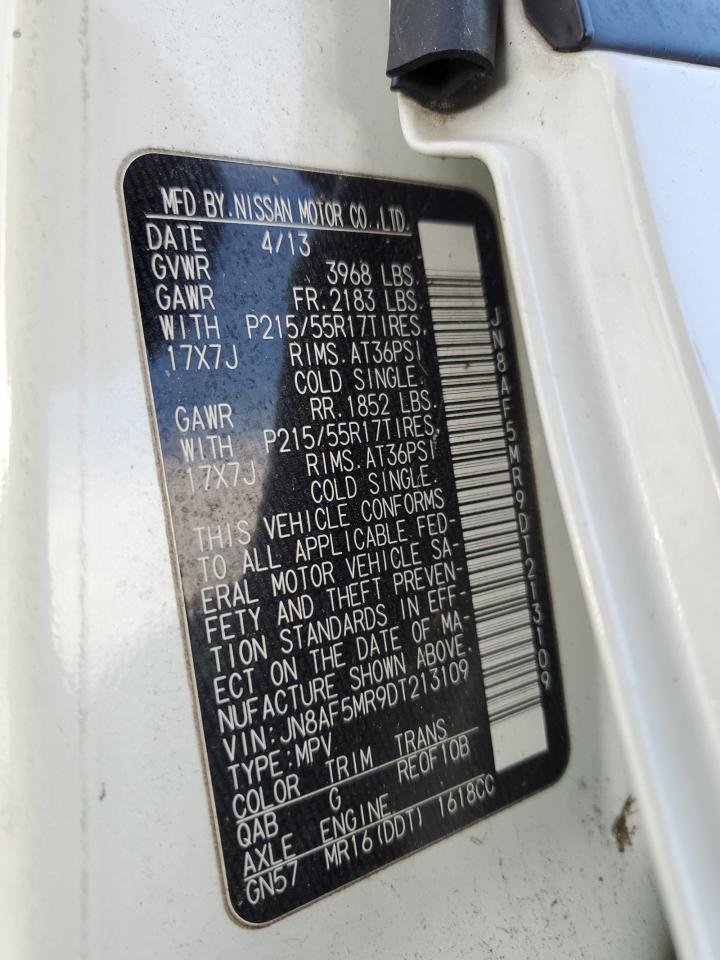 MFD BY.NISSAN MOTOR CO.,LTD.
DATE 4/13
GVWR 3968 LBS.
GAWR FR.2183 LBS.
WITH P215/55R17TIRES,
17X7J RIMS.AT36PSI
COLD SINGLE.
GAWR RR.1852 LBS.
WITH P215/55R17TIRES,
17X7J RIMS.AT36PSI
COLD SINGLE.
THIS VEHICLE CONFORMS
TO ALL APPLICABLE FED-
ERAL MOTOR VEHICLE SA-
FETY AND THEFT PREVEN-
TION STANDARDS IN EFF-
ECT ON THE DATE OF MA-
NUFACTURE SHOWN ABOVE.
VIN:JN8AF5MR9DT213109
TYPE:MPV
COLOR TRIM TRANS
QAB G RE0F10B
AXLE ENGINE
GN57 MR16(DDT) 1618CC
JN8AF5MR9DT213109